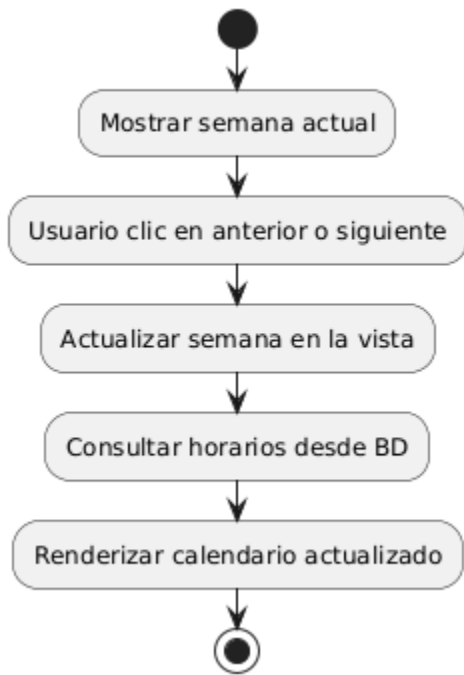 Mostrar semana actual
Usuario clic en anterior o siguiente
Actualizar semana en la vista
Consultar horarios desde BD
Renderizar calendario actualizado